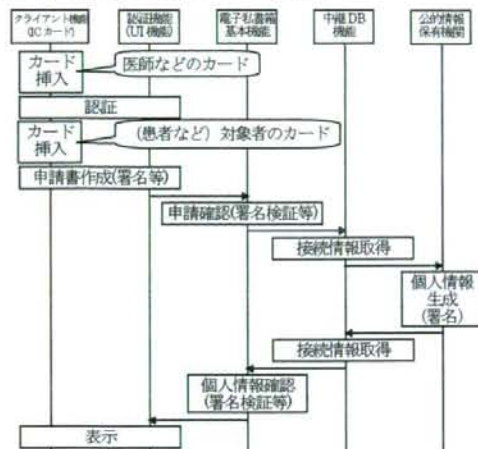 クライアント機能
(ICカード)
認証機能
(UI機能)
電子私書箱
基本機能
中継DB
機能
公的情報
保有機関
カード
挿入
医師などのカード
認証
カード
挿入
(患者など)対象者のカード
申請書作成(署名等)
申請確認(署名検証等)
接続情報取得
個人情報
生成
(署名)
接続情報取得
個人情報確認
(署名検証等)
表示